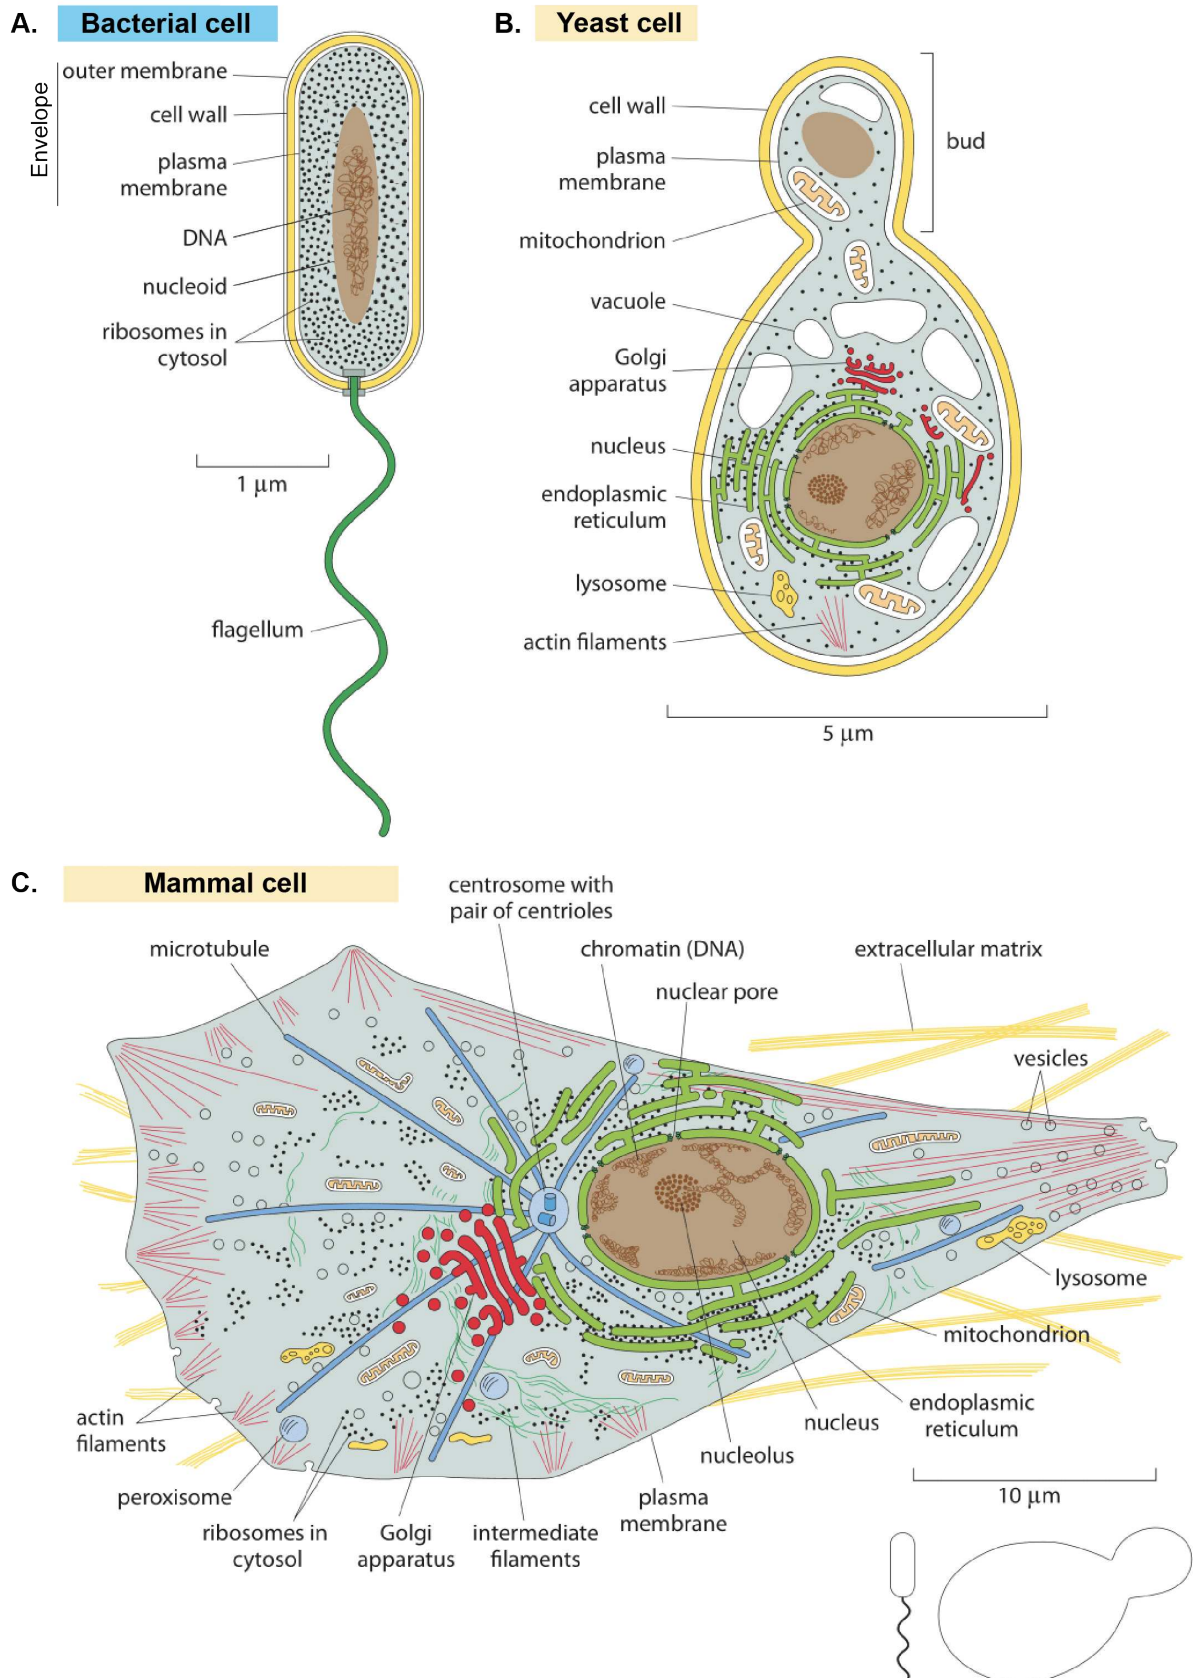 A. Bacterial cell
Envelope
outer membrane
cell wall
plasma
membrane
DNA
nucleoid
ribosomes in
cytosol
1 μm
flagellum
B. Yeast cell
cell wall
plasma
membrane
mitochondrion
vacuole
Golgi
apparatus
nucleus
endoplasmic
reticulum
lysosome
actin filaments
bud
5 μm
C. Mammal cell
centrosome with
pair of centrioles
microtubule
chromatin (DNA)
extracellular matrix
nuclear pore
vesicles
lysosome
mitochondrion
endoplasmic
reticulum
nucleus
nucleolus
actin
filaments
peroxisome
ribosomes in
cytosol
Golgi
apparatus
intermediate
filaments
plasma
membrane
10 μm